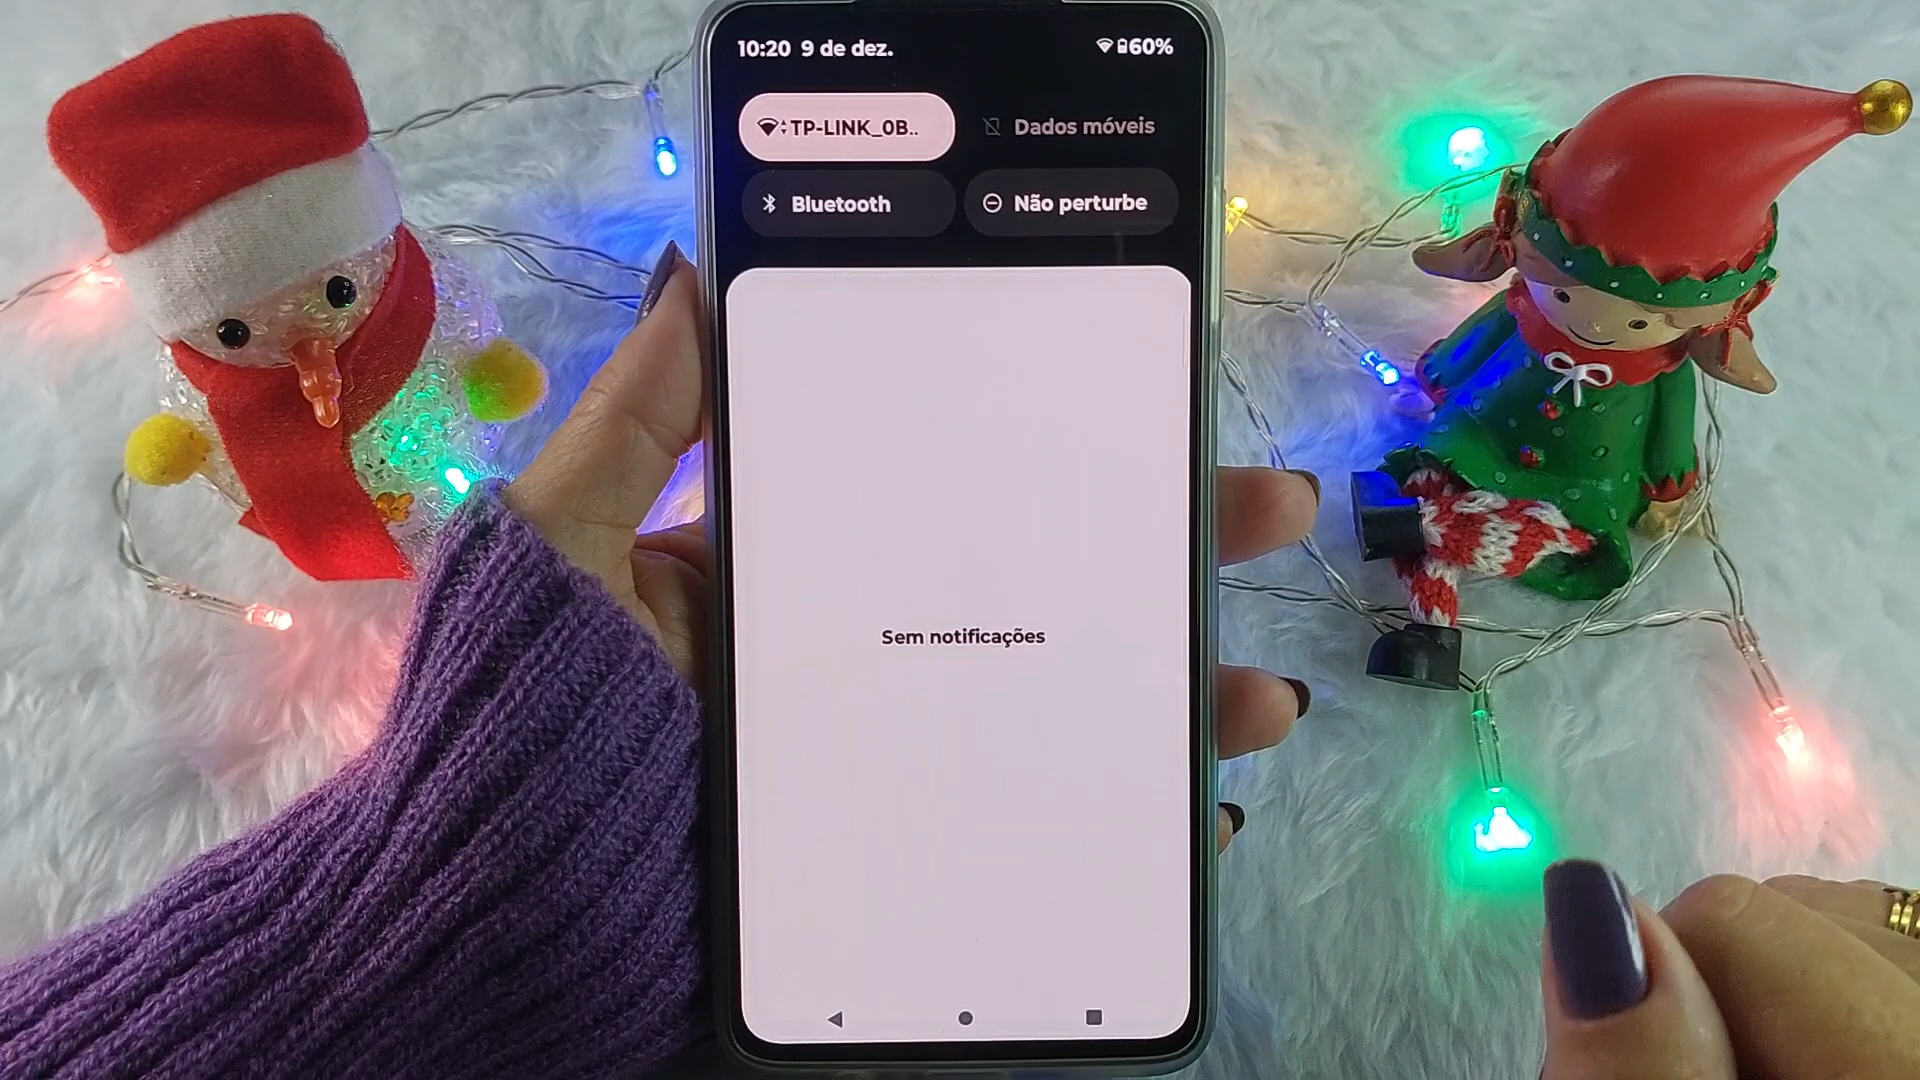 10:20 9 de dez. 60%
TP-LINK_0B.. Dados móveis
Bluetooth Não perturbe
Sem notificações